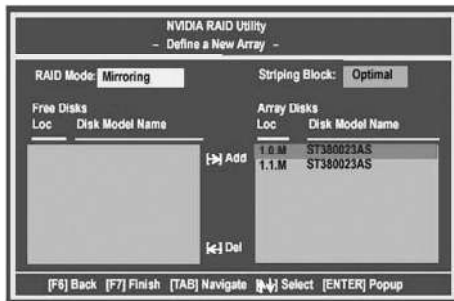 NVIDIA RAID Utility
– Define a New Array –
RAID Mode: Mirroring Striping Block: Optimal
Free Disks Array Disks
Loc Disk Model Name Loc Disk Model Name
1.0.M ST380023AS
1.1.M ST380023AS
[→] Add
[←] Del
[F6] Back [F7] Finish [TAB] Navigate [↑↓] Select [ENTER] Popup